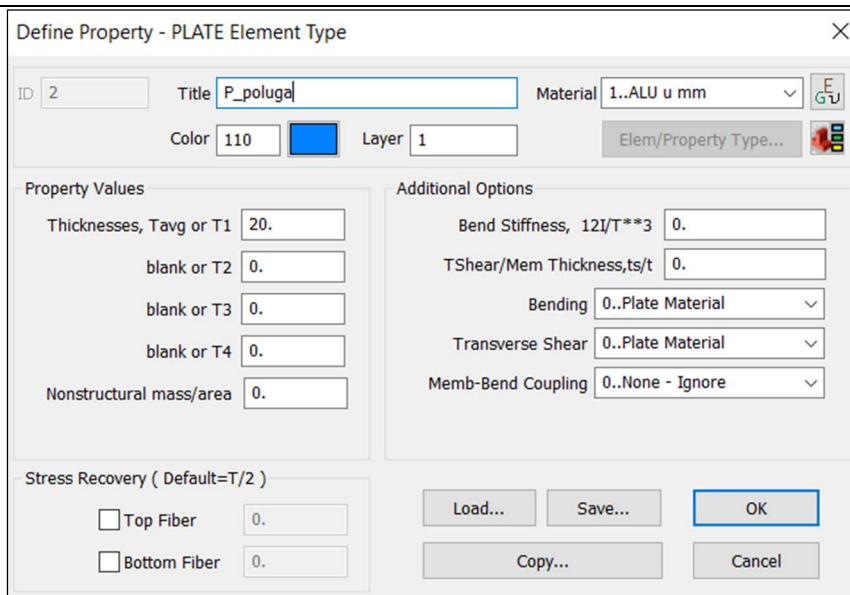 Define Property - PLATE Element Type
ID 2 Title P_poluga Material 1..ALU u mm
Color 110 Layer 1 Elem/Property Type...
Property Values
Thicknesses, Tavg or T1 20.
blank or T2 0.
blank or T3 0.
blank or T4 0.
Nonstructural mass/area 0.
Additional Options
Bend Stiffness, 12I/T**3 0.
TShear/Mem Thickness,ts/t 0.
Bending 0..Plate Material
Transverse Shear 0..Plate Material
Memb-Bend Coupling 0..None - Ignore
Stress Recovery ( Default=T/2 )
Top Fiber 0.
Bottom Fiber 0.
Load... Save... OK
Copy... Cancel